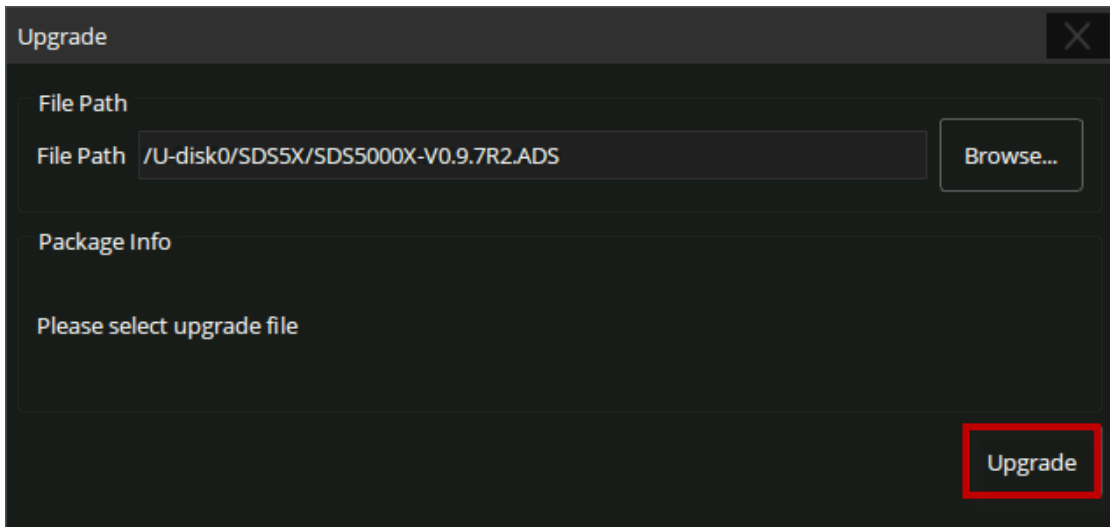 Upgrade
File Path
File Path /U-disk0/SDS5X/SDS5000X-V0.9.7R2.ADS Browse...
Package Info
Please select upgrade file
Upgrade